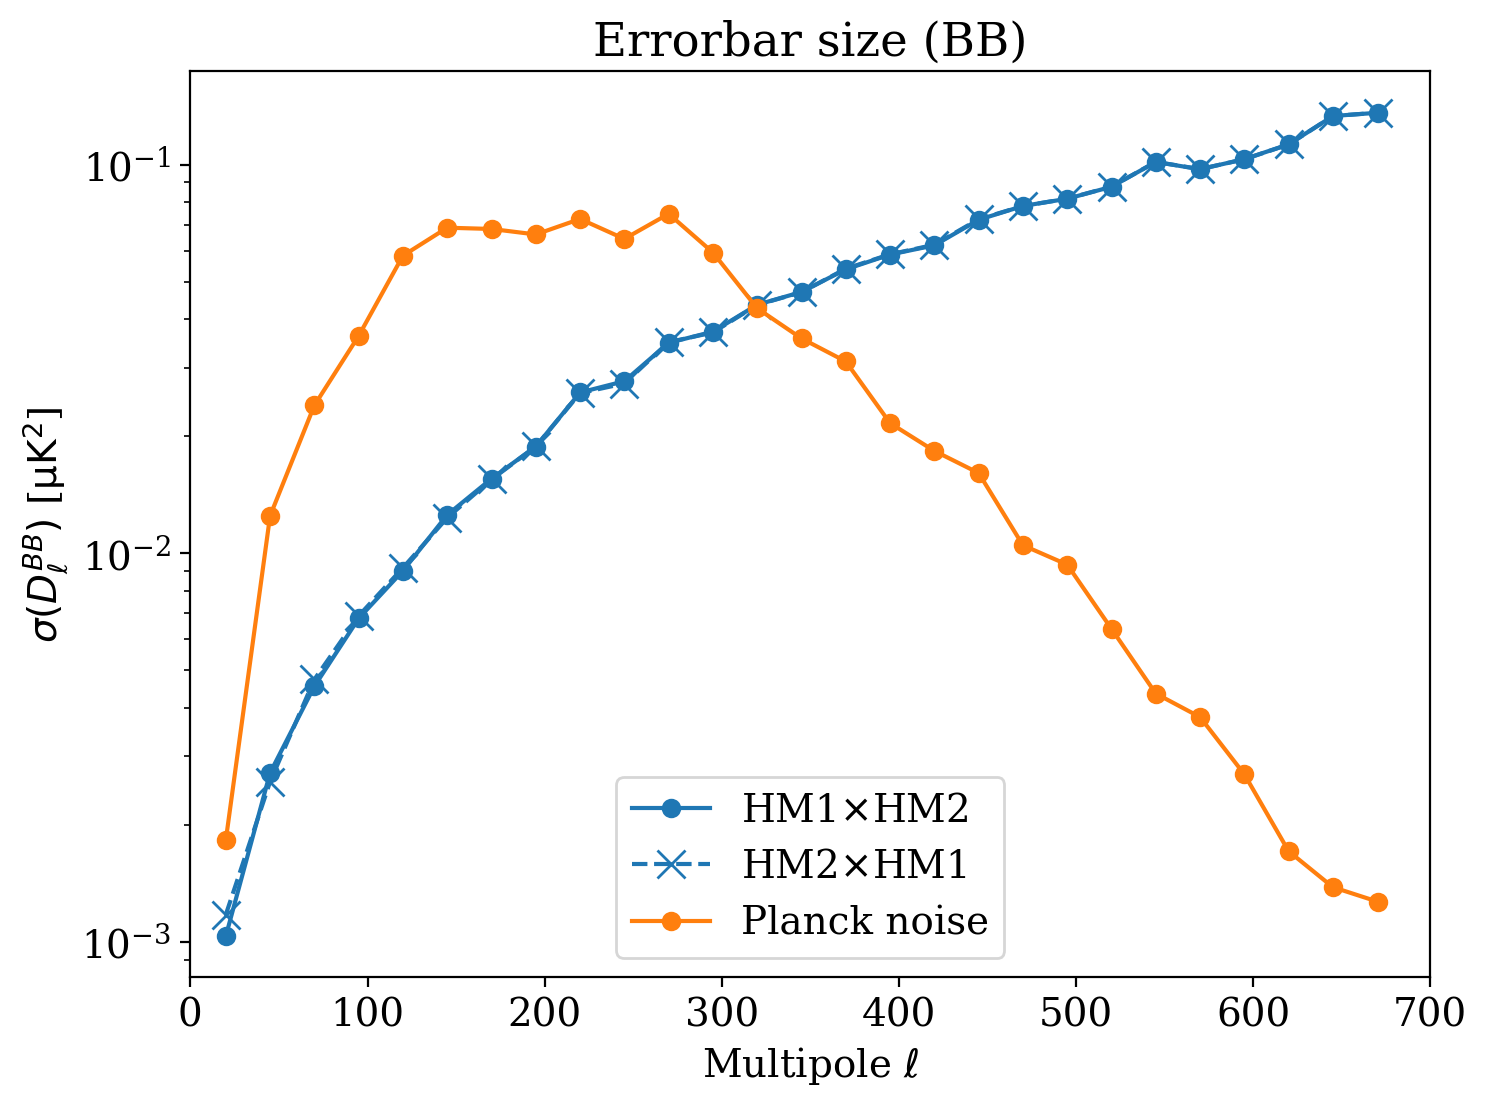 Errorbar size (BB)
σ(D_ℓ^{BB}) [μK²]
10⁻¹
10⁻²
10⁻³
HM1×HM2
HM2×HM1
Planck noise
0 100 200 300 400 500 600 700
Multipole ℓ